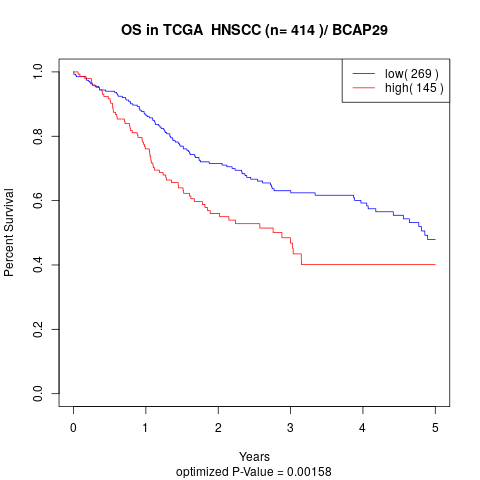 OS in TCGA HNSCC (n= 414 )/ BCAP29
low( 269 )
high( 145 )
Percent Survival
1.0
0.8
0.6
0.4
0.2
0.0
0 1 2 3 4 5
Years
optimized P-Value = 0.00158